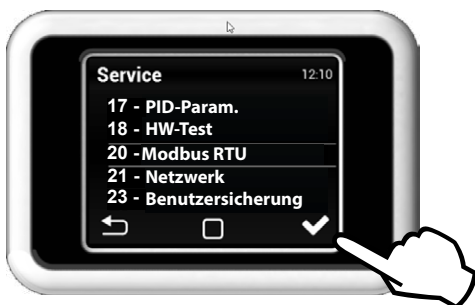 Service 12:10
17 - PID-Param.
18 - HW-Test
20 -Modbus RTU
21 - Netzwerk
23 - Benutzersicherung